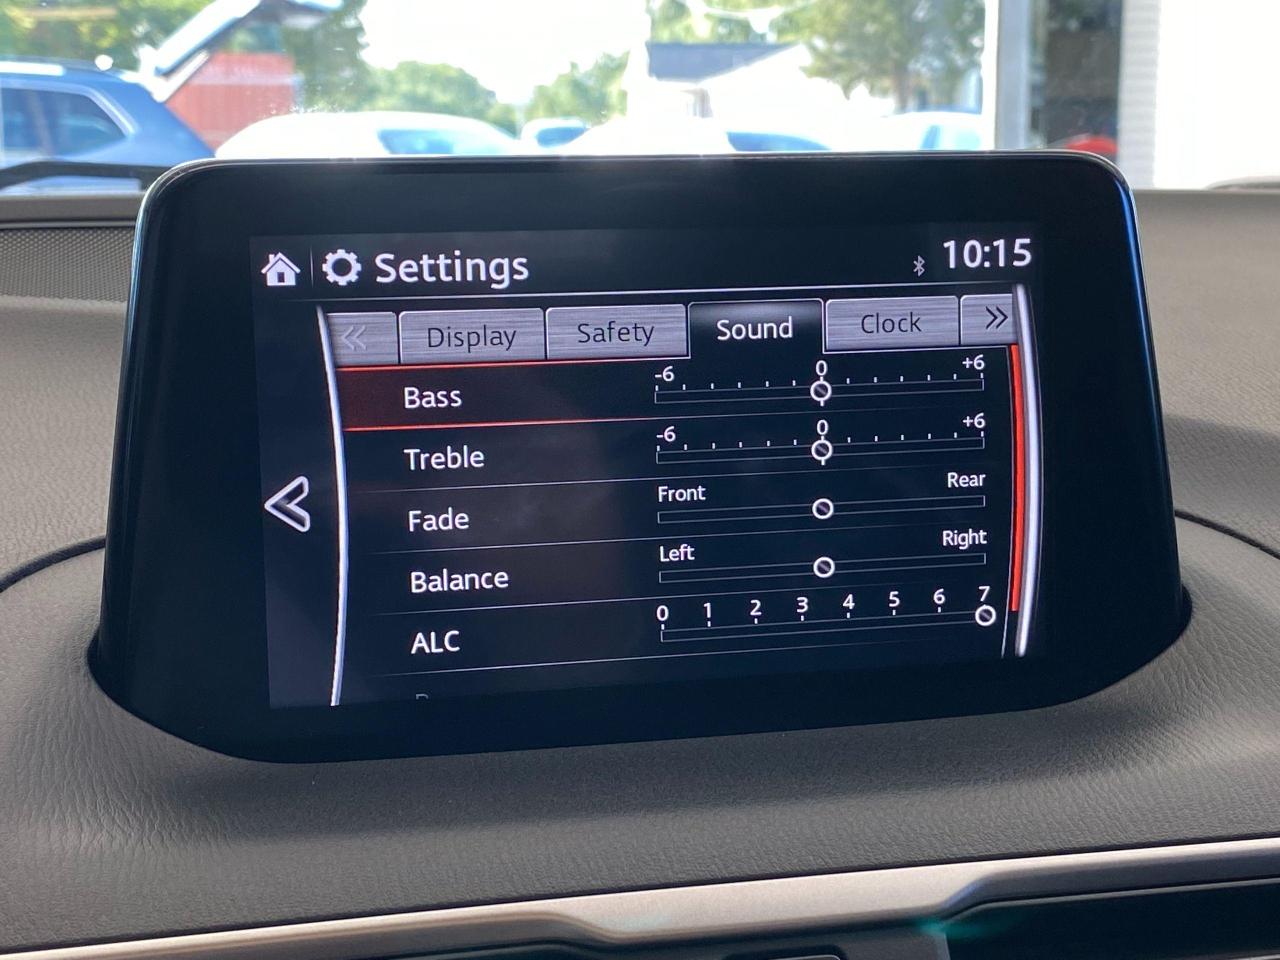 Settings 10:15
Display Safety Sound Clock
Bass -6 0 +6
Treble -6 0 +6
Fade Front Rear
Balance Left Right
ALC 0 1 2 3 4 5 6 7